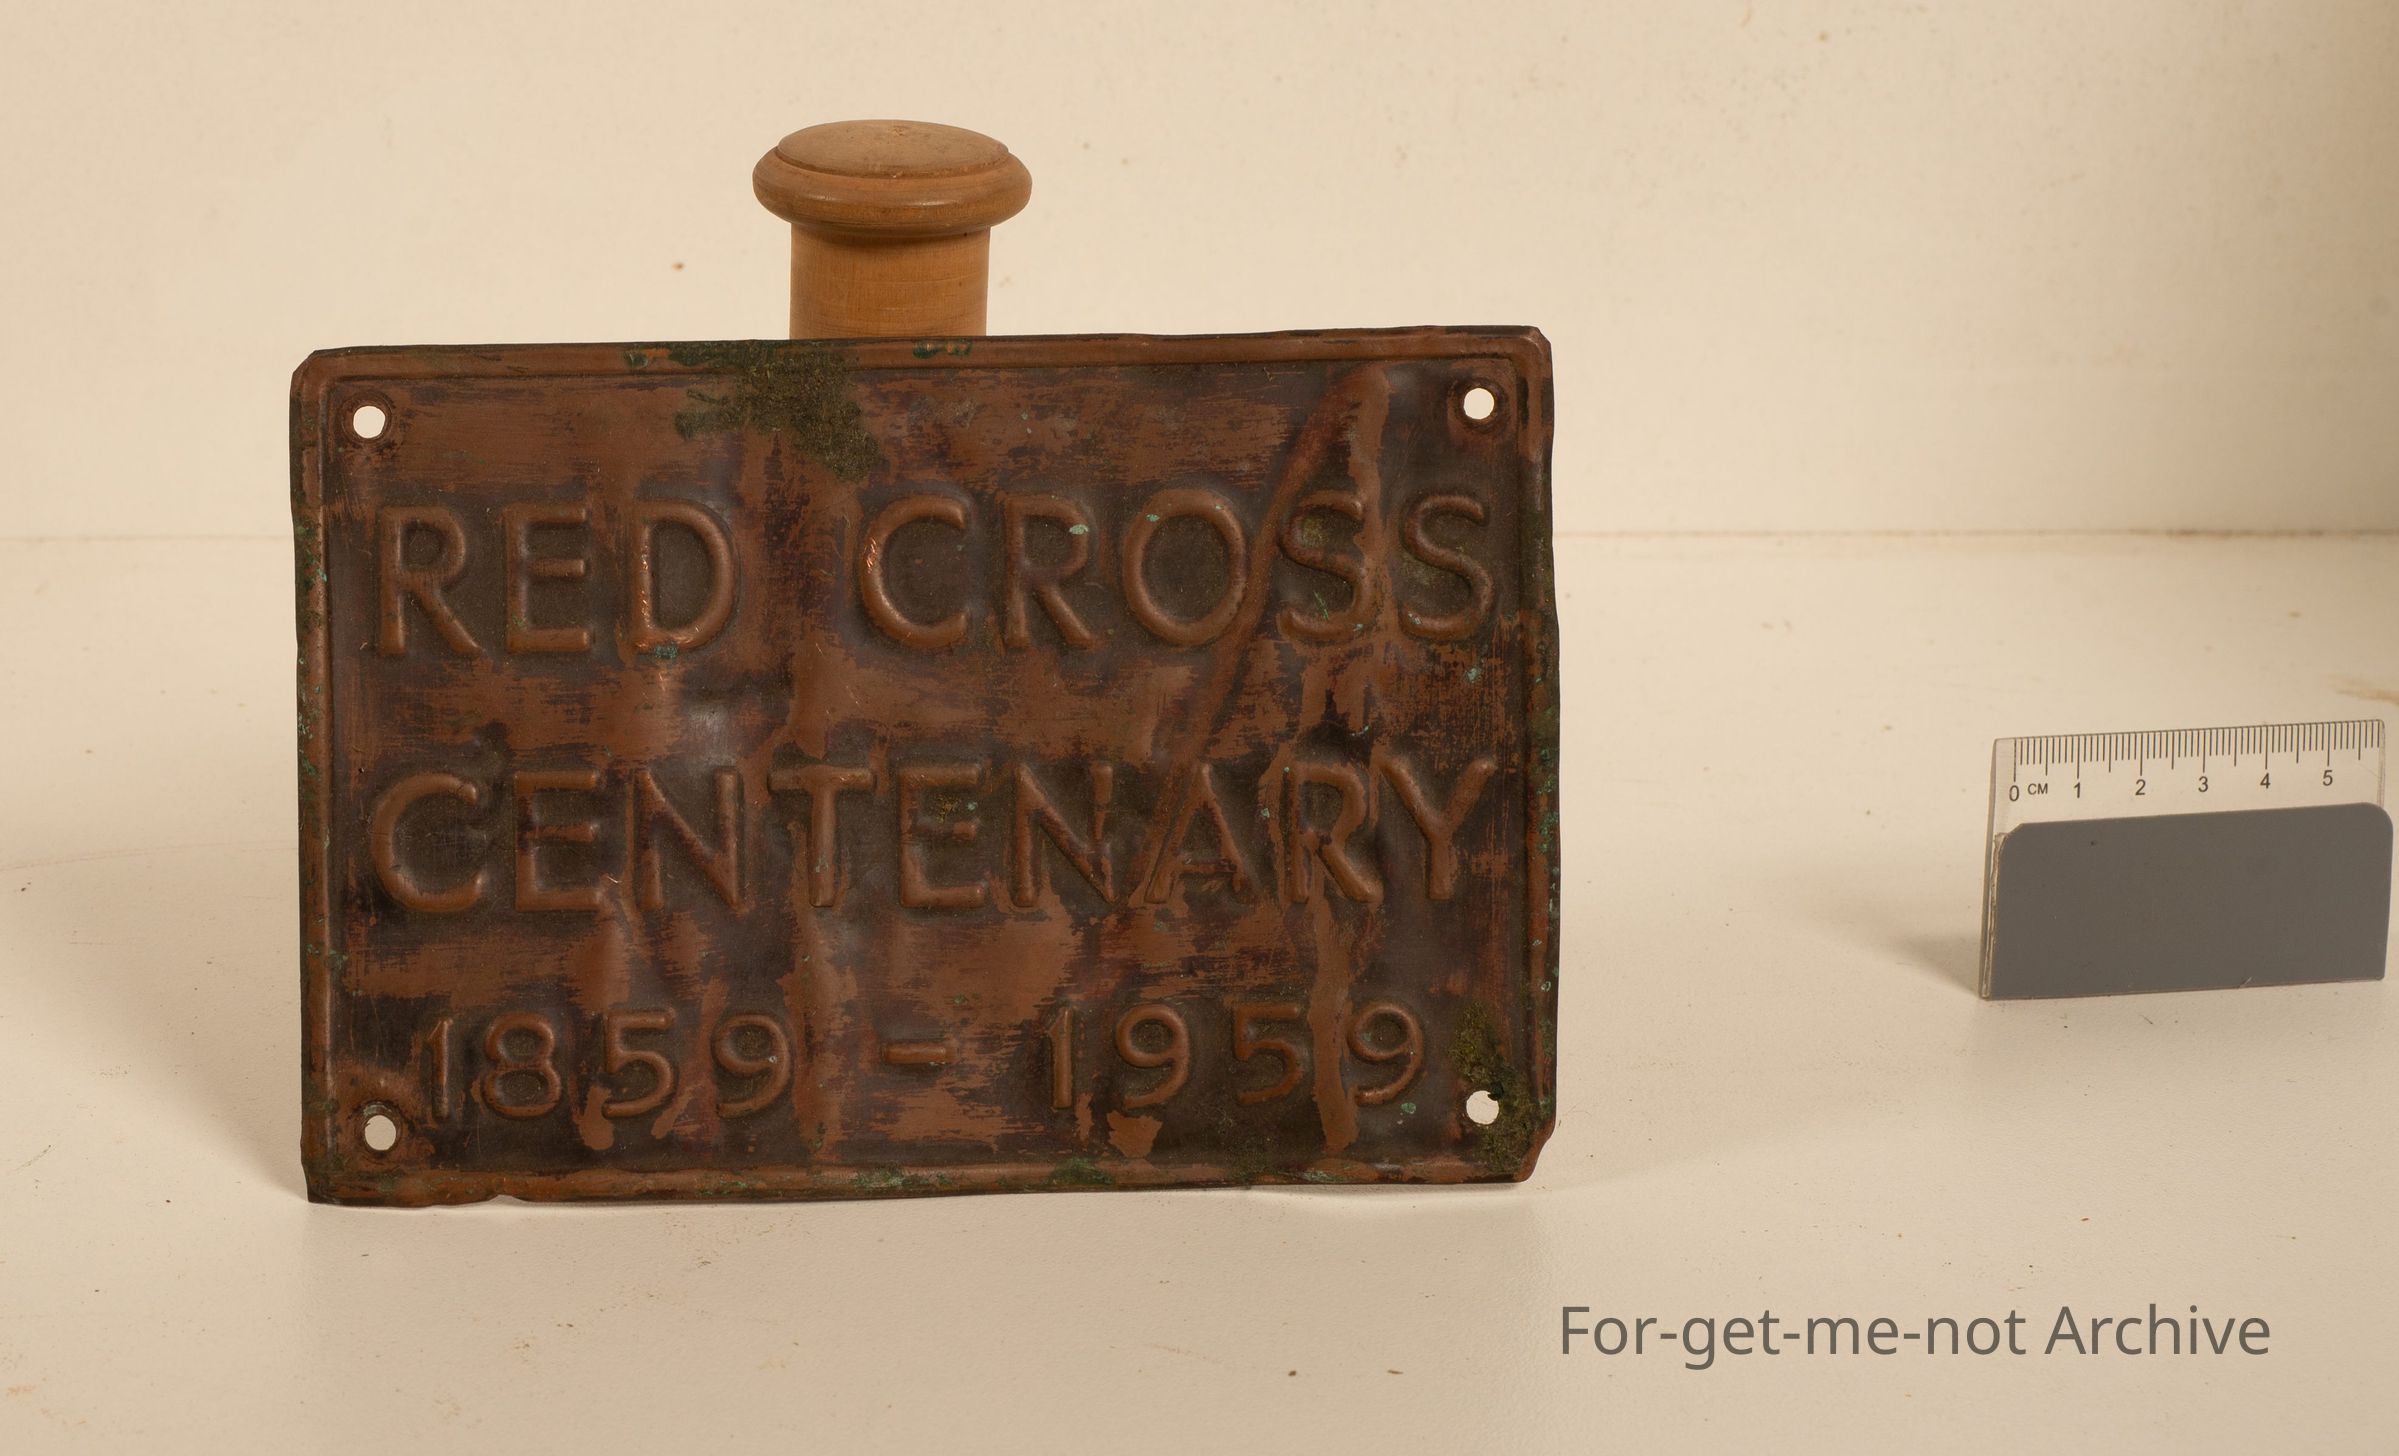 RED CROSS
CENTENARY
1859 - 1959
0 CM 1 2 3 4 5
For-get-me-not Archive